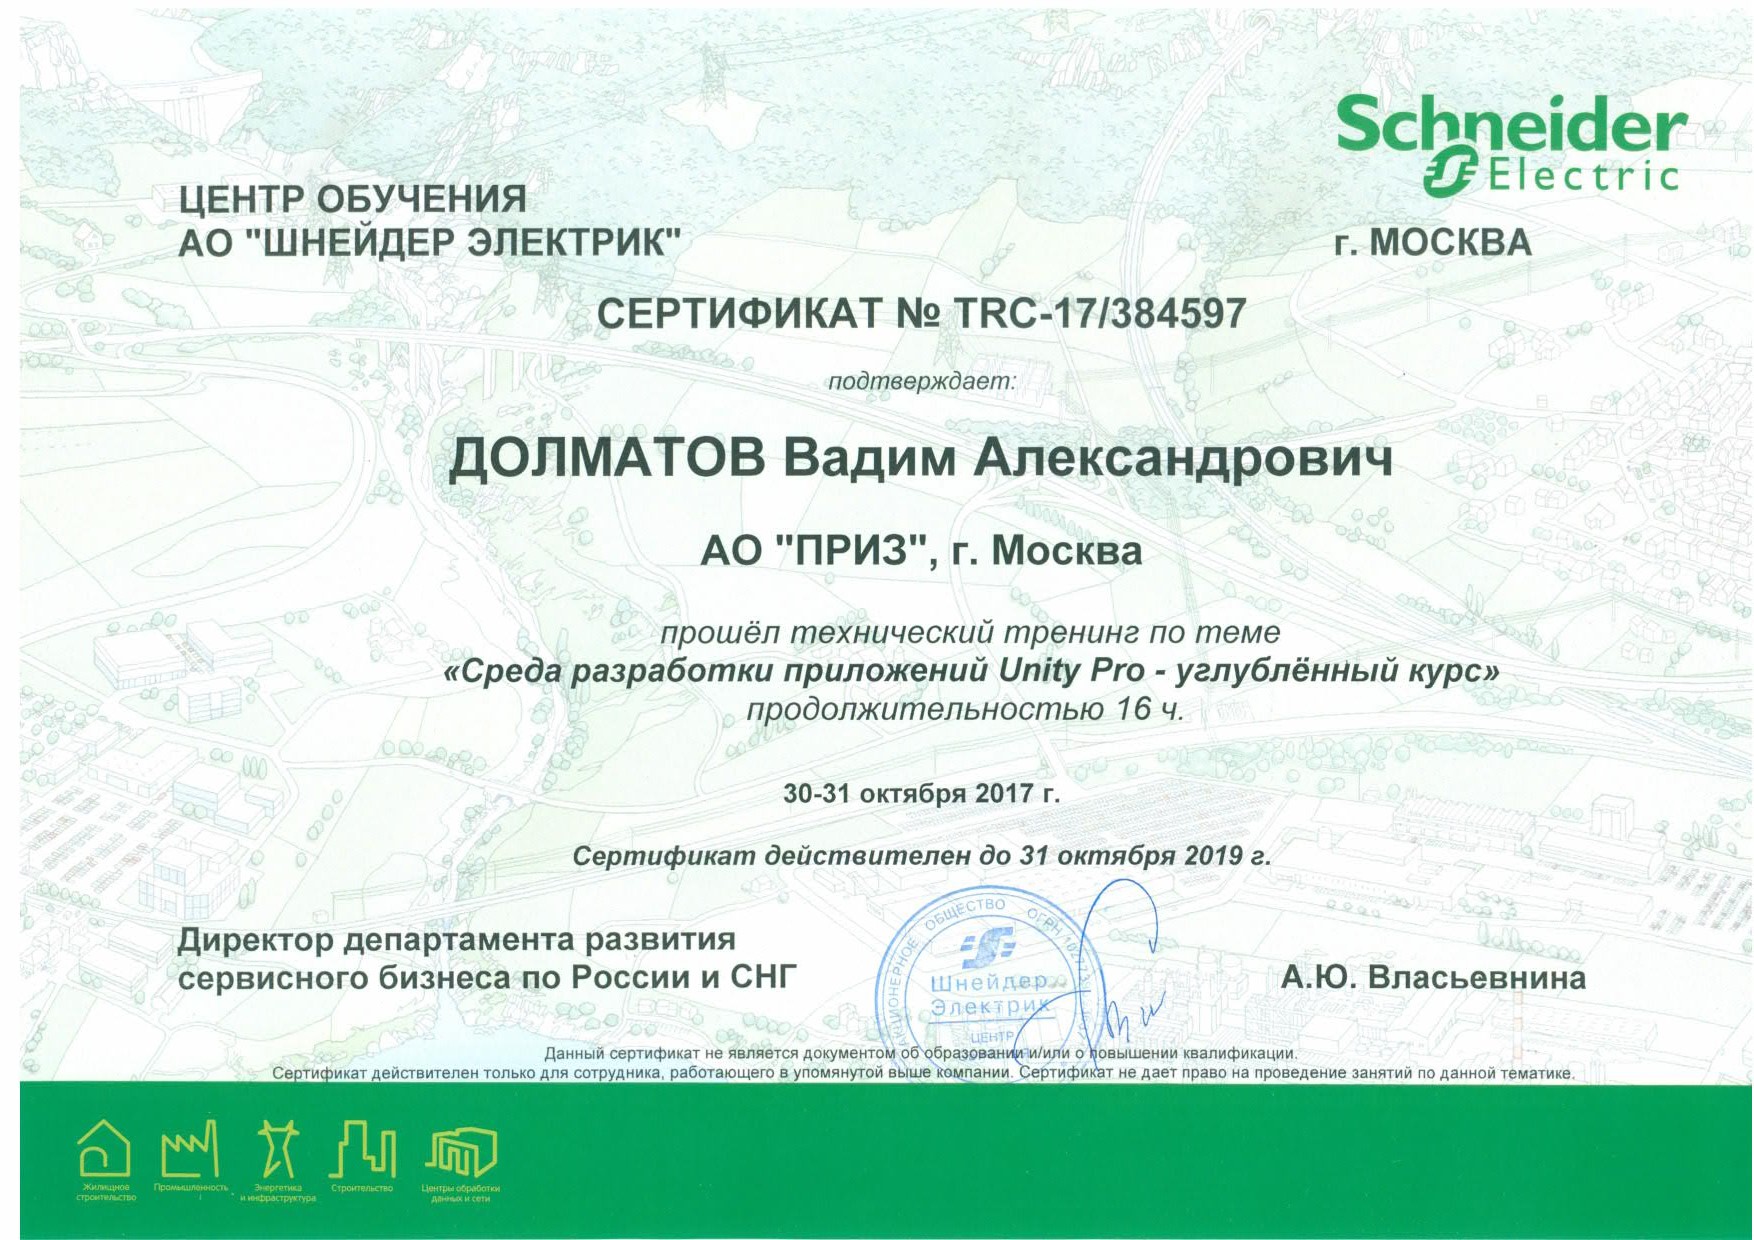 Schneider
Electric
ЦЕНТР ОБУЧЕНИЯ
АО "ШНЕЙДЕР ЭЛЕКТРИК"
г. МОСКВА
СЕРТИФИКАТ № TRC-17/384597
подтверждает:
ДОЛМАТОВ Вадим Александрович
АО "ПРИЗ", г. Москва
прошёл технический тренинг по теме
«Среда разработки приложений Unity Pro - углублённый курс»
продолжительностью 16 ч.
30-31 октября 2017 г.
Сертификат действителен до 31 октября 2019 г.
Директор департамента развития
сервисного бизнеса по России и СНГ
АКЦИОНЕРНОЕ ОБЩЕСТВО ОГРН
Шнейдер
Электрик
ЦЕНТР
А.Ю. Власьевнина
Данный сертификат не является документом об образовании и/или о повышении квалификации.
Сертификат действителен только для сотрудника, работающего в упомянутой выше компании. Сертификат не дает право на проведение занятий по данной тематике.
Жилищное
строительство
Промышленность
Энергетика
и инфраструктура
Строительство
Центры обработки
данных и сети